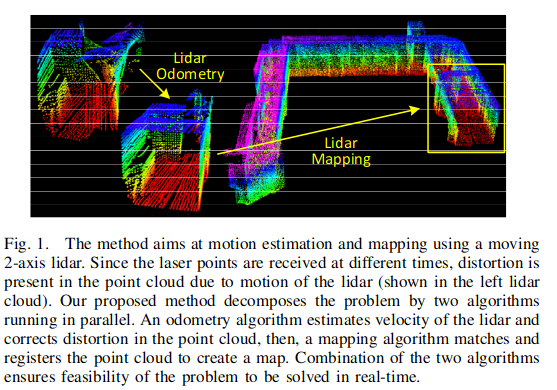 Lidar
Odometry
Lidar
Mapping
Fig. 1. The method aims at motion estimation and mapping using a moving
2-axis lidar. Since the laser points are received at different times, distortion is
present in the point cloud due to motion of the lidar (shown in the left lidar
cloud). Our proposed method decomposes the problem by two algorithms
running in parallel. An odometry algorithm estimates velocity of the lidar and
corrects distortion in the point cloud, then, a mapping algorithm matches and
registers the point cloud to create a map. Combination of the two algorithms
ensures feasibility of the problem to be solved in real-time.